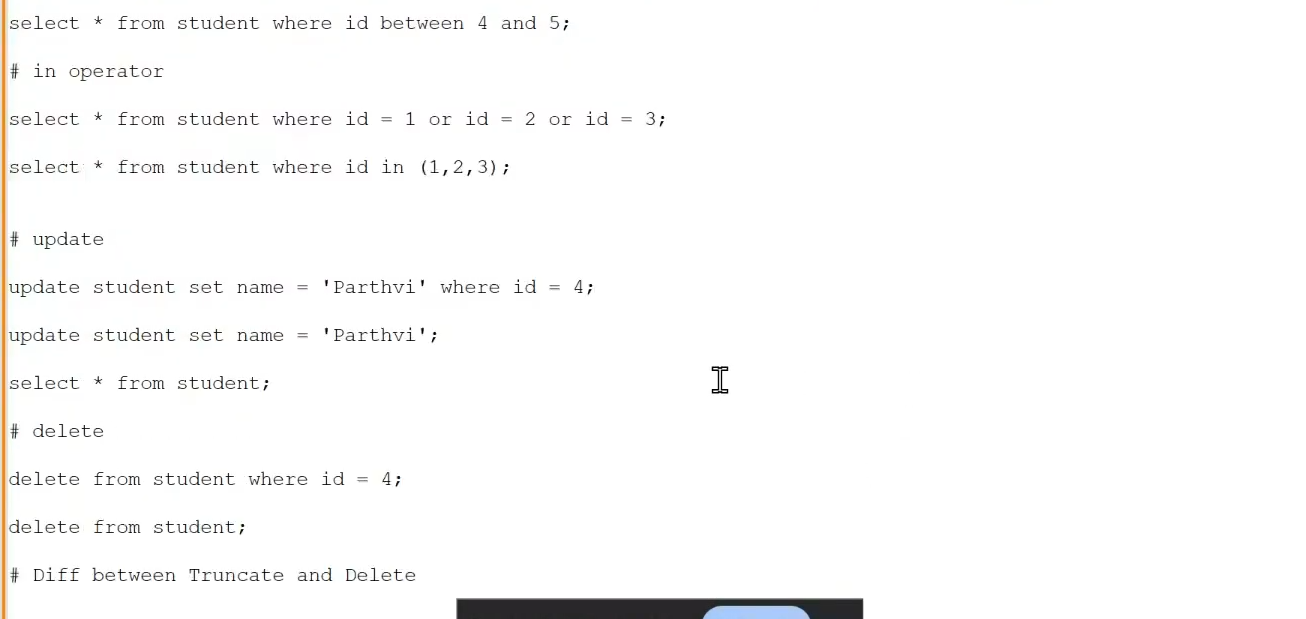 select * from student where id between 4 and 5;
# in operator
select * from student where id = 1 or id = 2 or id = 3;
select * from student where id in (1,2,3);
# update
update student set name = 'Parthvi' where id = 4;
update student set name = 'Parthvi';
select * from student;
# delete
delete from student where id = 4;
delete from student;
# Diff between Truncate and Delete